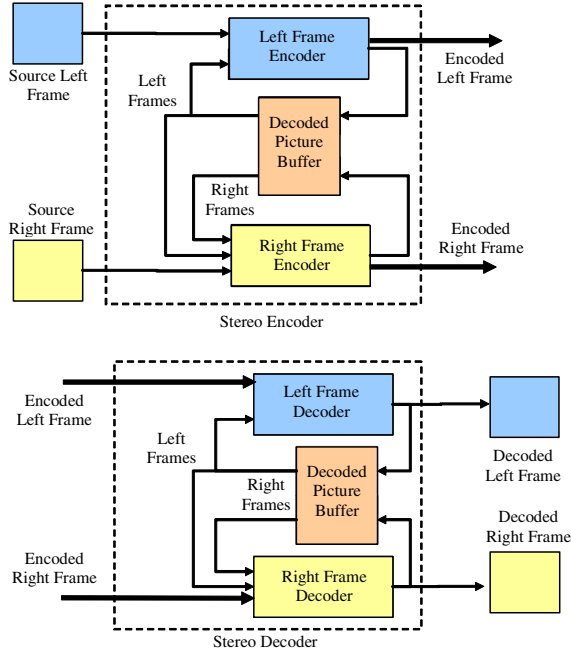 Source Left
Frame
Left
Frames
Left Frame
Encoder
Encoded
Left Frame
Decoded
Picture
Buffer
Right
Frames
Source
Right Frame
Right Frame
Encoder
Encoded
Right Frame
Stereo Encoder
Encoded
Left Frame
Left Frame
Decoder
Decoded
Left Frame
Left
Frames
Right
Frames
Decoded
Picture
Buffer
Encoded
Right Frame
Right Frame
Decoder
Decoded
Right Frame
Stereo Decoder